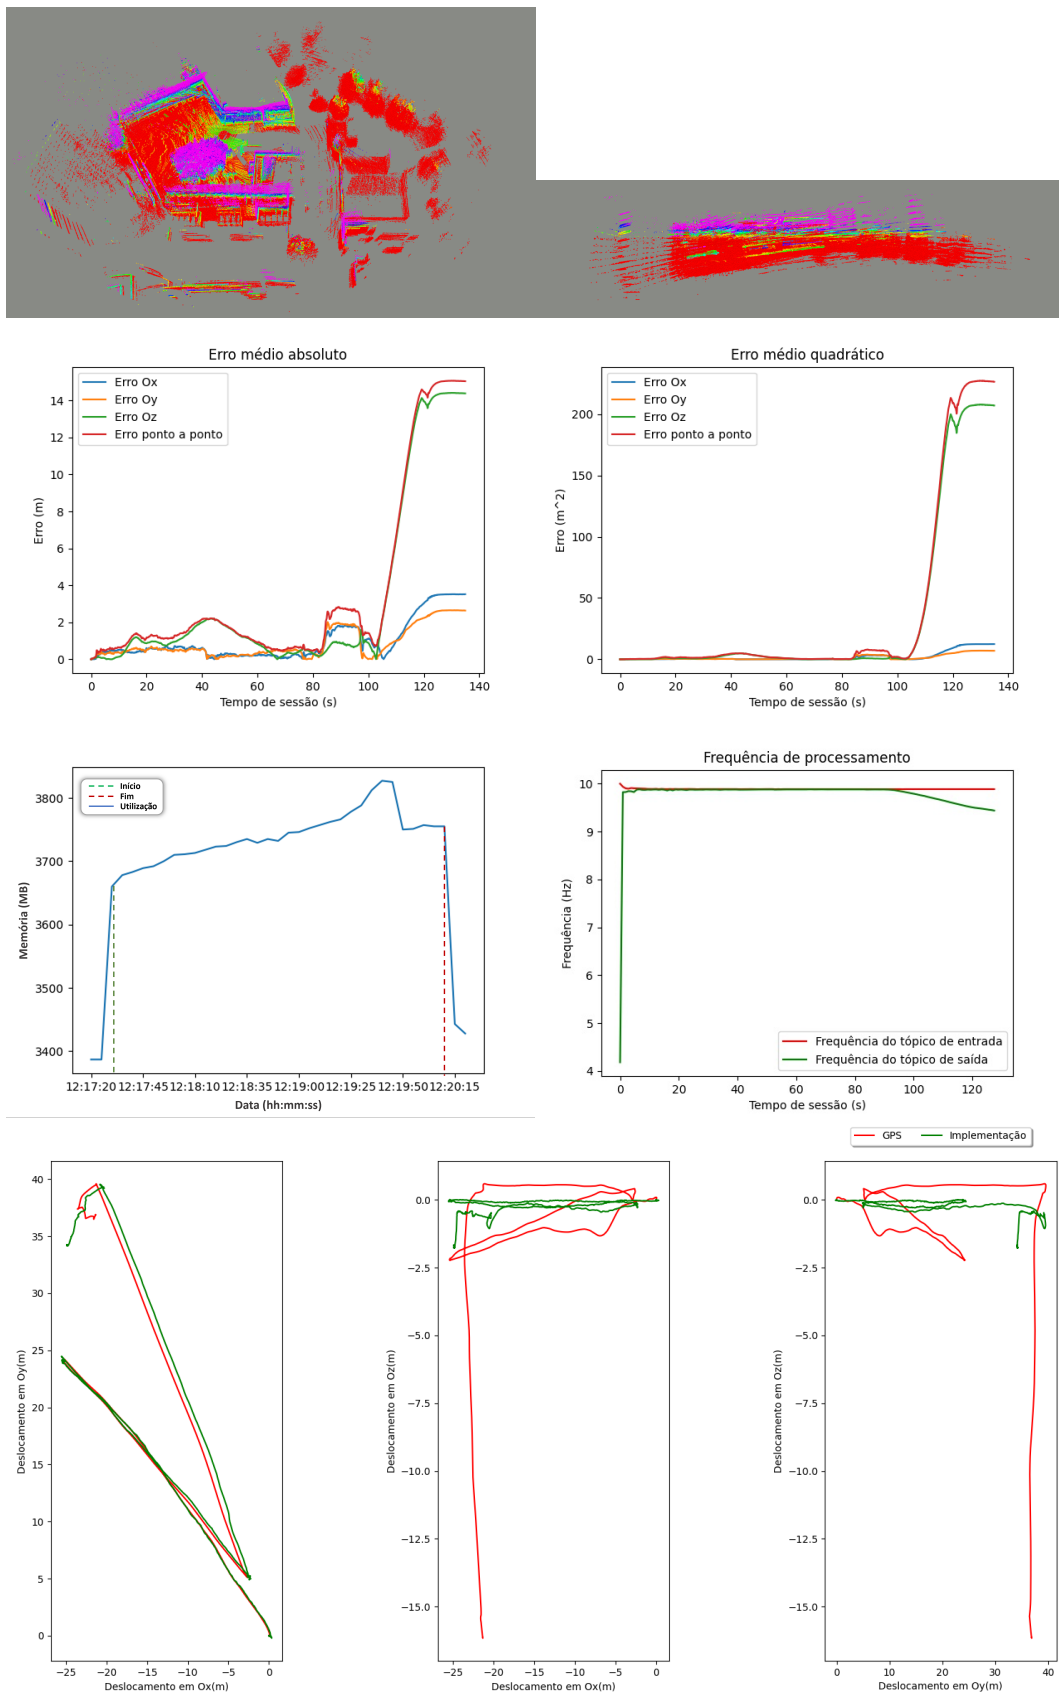 Erro médio absoluto
Erro Ox
Erro Oy
Erro Oz
Erro ponto a ponto
Erro (m)
14
12
10
8
6
4
2
0
0 20 40 60 80 100 120 140
Tempo de sessão (s)
Erro médio quadrático
Erro Ox
Erro Oy
Erro Oz
Erro ponto a ponto
Erro (m^2)
200
150
100
50
0
0 20 40 60 80 100 120 140
Tempo de sessão (s)
Início
Fim
Utilização
Memória (MB)
3800
3700
3600
3500
3400
12:17:20 12:17:45 12:18:10 12:18:35 12:19:00 12:19:25 12:19:50 12:20:15
Data (hh:mm:ss)
Frequência de processamento
Frequência (Hz)
10
9
8
7
6
5
4
Frequência do tópico de entrada
Frequência do tópico de saída
0 20 40 60 80 100 120
Tempo de sessão (s)
GPS Implementação
Deslocamento em Oy(m)
40
35
30
25
20
15
10
5
0
−25 −20 −15 −10 −5 0
Deslocamento em Ox(m)
Deslocamento em Oz(m)
0.0
−2.5
−5.0
−7.5
−10.0
−12.5
−15.0
−25 −20 −15 −10 −5 0
Deslocamento em Ox(m)
Deslocamento em Oz(m)
0.0
−2.5
−5.0
−7.5
−10.0
−12.5
−15.0
0 10 20 30 40
Deslocamento em Oy(m)